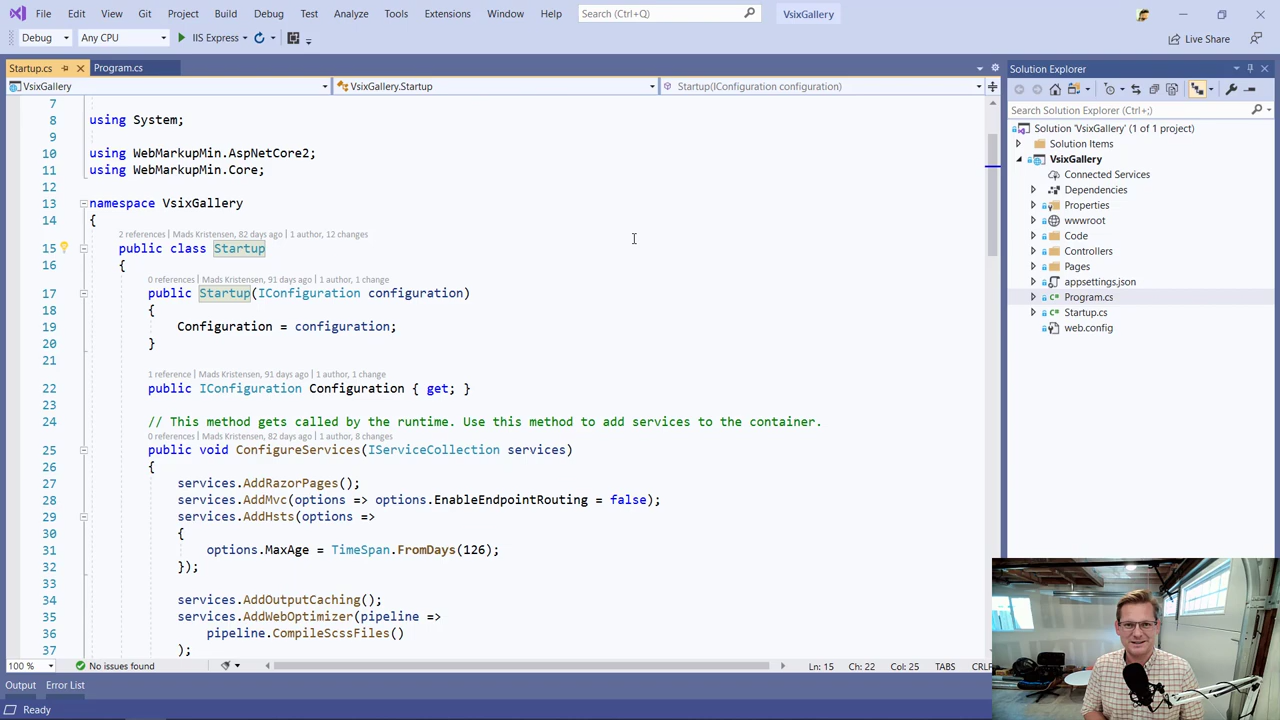 File Edit View Git Project Build Debug Test Analyze Tools Extensions Window Help Search (Ctrl+Q) VsixGallery
Debug Any CPU IIS Express Live Share
Startup.cs Program.cs
VsixGallery VsixGallery.Startup Startup(IConfiguration configuration)
7
8 using System;
9
10 using WebMarkupMin.AspNetCore2;
11 using WebMarkupMin.Core;
12
13 namespace VsixGallery
14 {
2 references | Mads Kristensen, 82 days ago | 1 author, 12 changes
15 public class Startup
16 {
0 references | Mads Kristensen, 91 days ago | 1 author, 1 change
17 public Startup(IConfiguration configuration)
18 {
19 Configuration = configuration;
20 }
21
1 reference | Mads Kristensen, 91 days ago | 1 author, 1 change
22 public IConfiguration Configuration { get; }
23
24 // This method gets called by the runtime. Use this method to add services to the container.
0 references | Mads Kristensen, 82 days ago | 1 author, 8 changes
25 public void ConfigureServices(IServiceCollection services)
26 {
27 services.AddRazorPages();
28 services.AddMvc(options => options.EnableEndpointRouting = false);
29 services.AddHsts(options =>
30 {
31 options.MaxAge = TimeSpan.FromDays(126);
32 });
33
34 services.AddOutputCaching();
35 services.AddWebOptimizer(pipeline =>
36 pipeline.CompileScssFiles()
37 );
100 % No issues found Ln: 15 Ch: 22 Col: 25 TABS CRLF
Output Error List
Ready
Solution Explorer
Search Solution Explorer (Ctrl+;)
Solution 'VsixGallery' (1 of 1 project)
Solution Items
VsixGallery
Connected Services
Dependencies
Properties
wwwroot
Code
Controllers
Pages
appsettings.json
Program.cs
Startup.cs
web.config